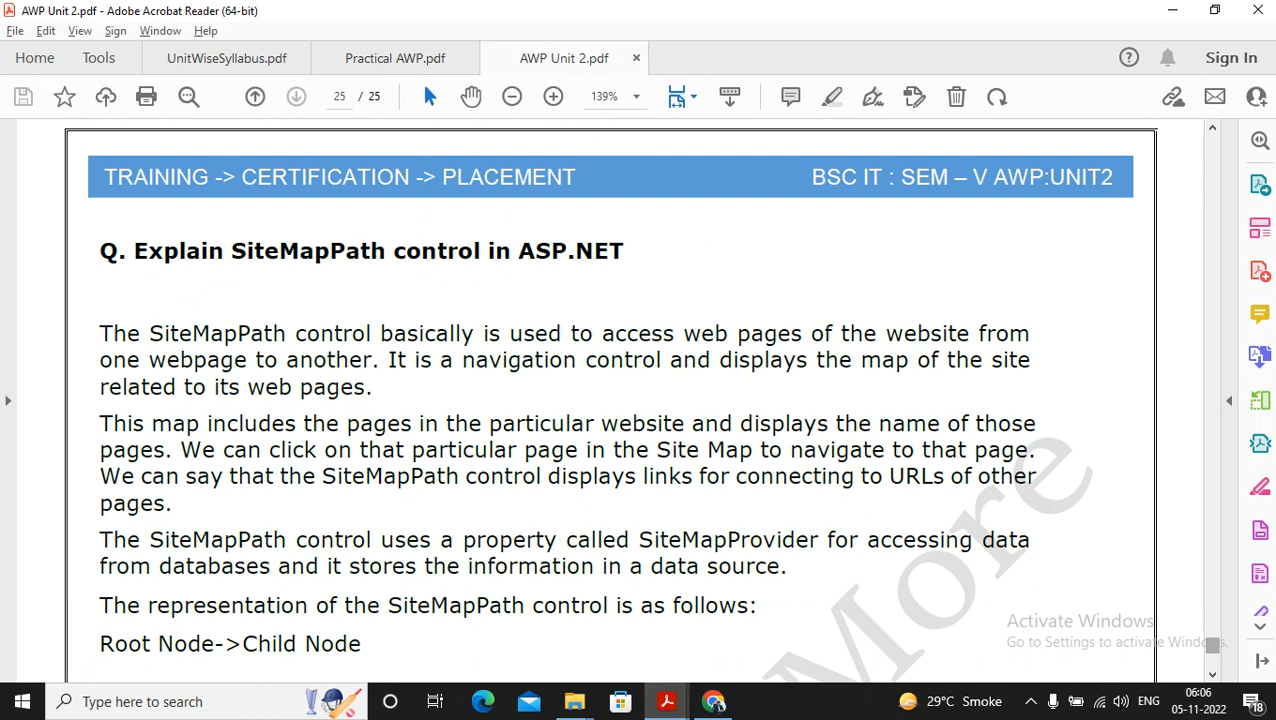 AWP Unit 2.pdf - Adobe Acrobat Reader (64-bit)
File Edit View Sign Window Help
Home Tools UnitWiseSyllabus.pdf Practical AWP.pdf AWP Unit 2.pdf Sign In
25 / 25 139%
TRAINING -> CERTIFICATION -> PLACEMENT BSC IT : SEM – V AWP:UNIT2
Q. Explain SiteMapPath control in ASP.NET
The SiteMapPath control basically is used to access web pages of the website from
one webpage to another. It is a navigation control and displays the map of the site
related to its web pages.
This map includes the pages in the particular website and displays the name of those
pages. We can click on that particular page in the Site Map to navigate to that page.
We can say that the SiteMapPath control displays links for connecting to URLs of other
pages.
The SiteMapPath control uses a property called SiteMapProvider for accessing data
from databases and it stores the information in a data source.
The representation of the SiteMapPath control is as follows:
Root Node->Child Node
More
Activate Windows
Go to Settings to activate Windows.
Type here to search 29°C Smoke ENG 06:06
05-11-2022 18